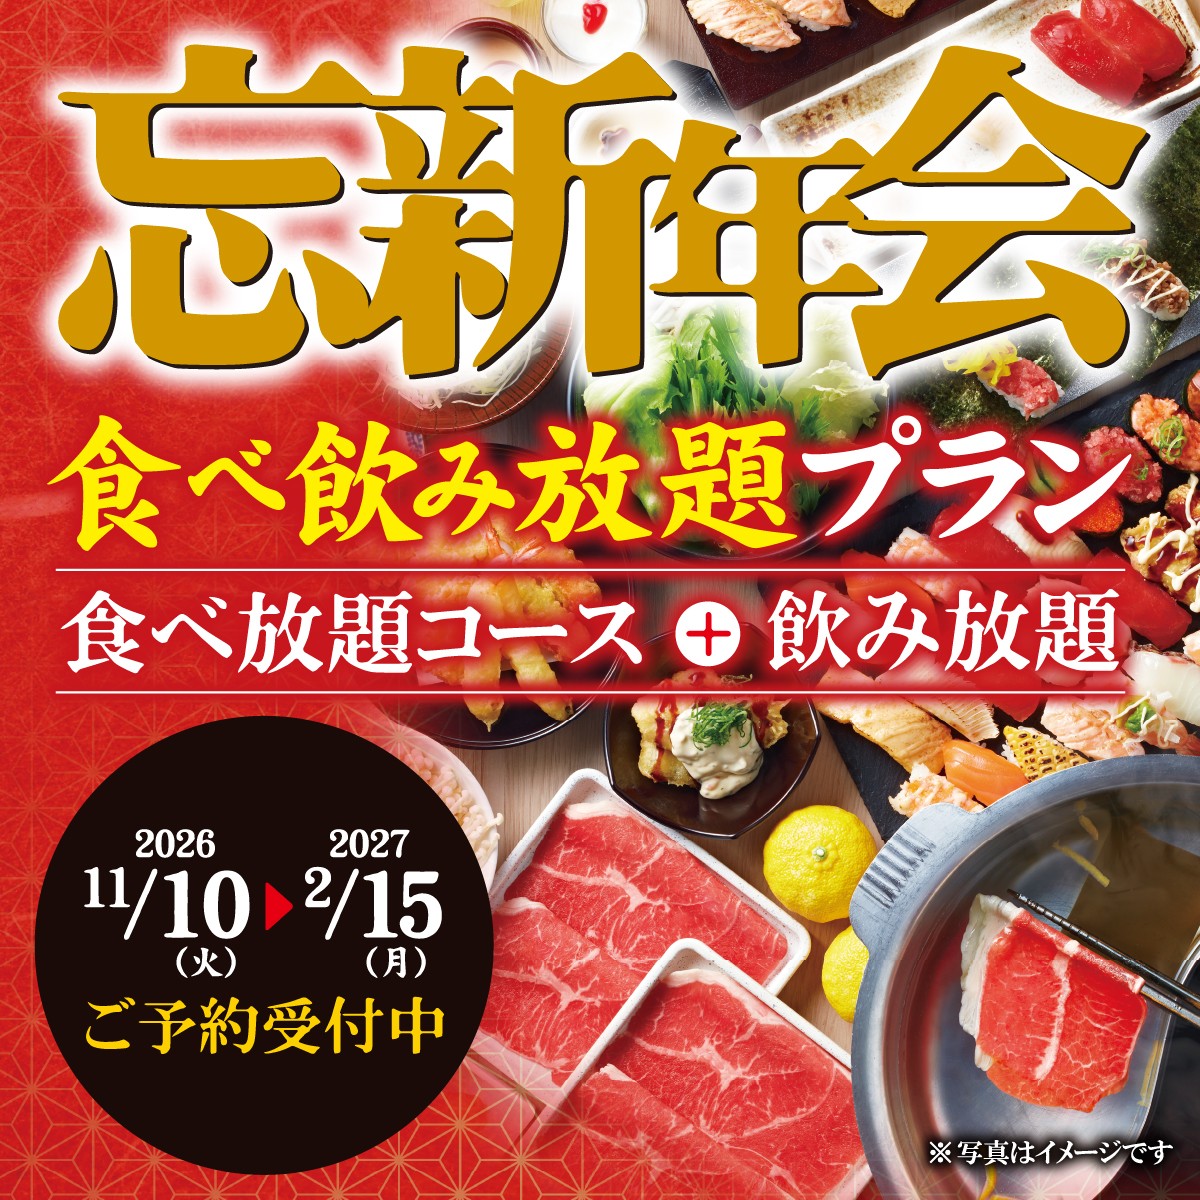 忘新年会
食べ飲み放題プラン
食べ放題コース + 飲み放題
2026 2027
11/10 ▶ 2/15
(火) (月)
ご予約受付中
※写真はイメージです